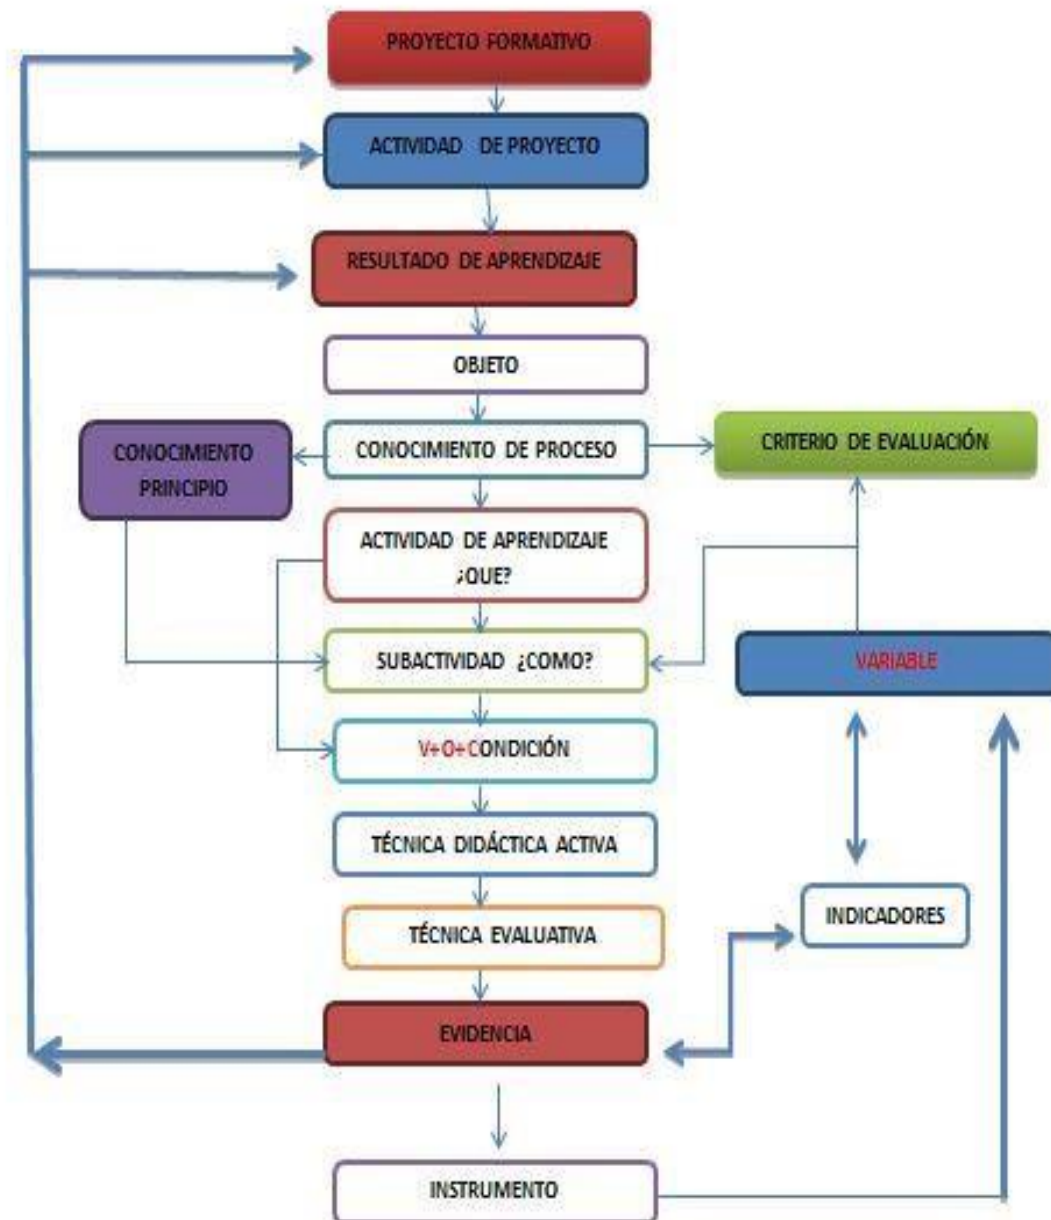 PROYECTO FORMATIVO
ACTIVIDAD DE PROYECTO
RESULTADO DE APRENDIZAJE
OBJETO
CONOCIMIENTO
PRINCIPIO
CONOCIMIENTO DE PROCESO
CRITERIO DE EVALUACIÓN
ACTIVIDAD DE APRENDIZAJE
¿QUE?
SUBACTIVIDAD ¿COMO?
VARIABLE
V+O+CONDICIÓN
TÉCNICA DIDÁCTICA ACTIVA
INDICADORES
TÉCNICA EVALUATIVA
EVIDENCIA
INSTRUMENTO